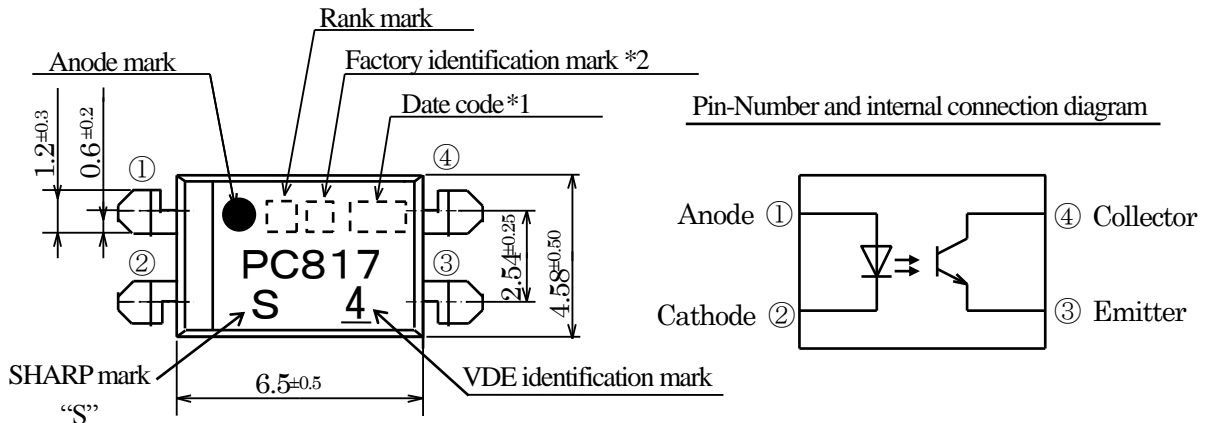 Rank mark
Anode mark
Factory identification mark *2
Date code*1
Pin-Number and internal connection diagram
1.2±0.3
0.6±0.2
①
④
②
③
PC817
S
4
2.54±0.25
4.58±0.50
6.5±0.5
SHARP mark
“S”
VDE identification mark
Anode ①
④ Collector
Cathode ②
③ Emitter